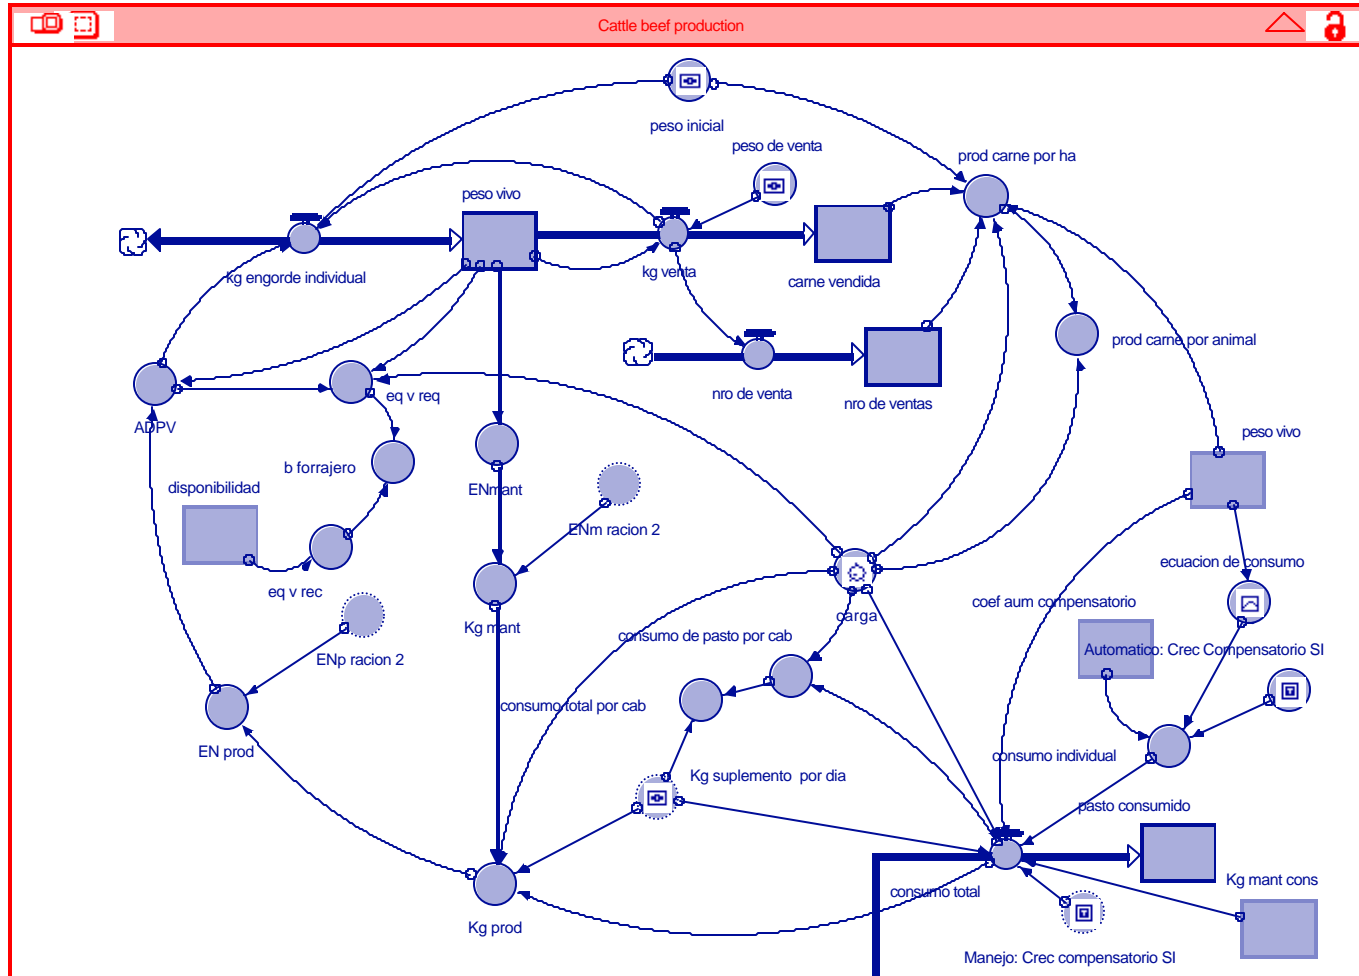 Cattle beef production
peso inicial
peso de venta
prod carne por ha
peso vivo
kg engorde individual
kg venta
carne vendida
prod carne por animal
nro de venta
nro de ventas
eq v req
ADPV
peso vivo
b forrajero
disponibilidad
ENmant
ENm racion 2
ecuacion de consumo
eq v rec
coef aum compensatorio
carga
Kg mant
consumo de pasto por cab
ENp racion 2
Automatico: Crec Compensatorio SI
consumo total por cab
EN prod
consumo individual
Kg suplemento por dia
pasto consumido
Kg mant cons
consumo total
Kg prod
Manejo: Crec compensatorio SI